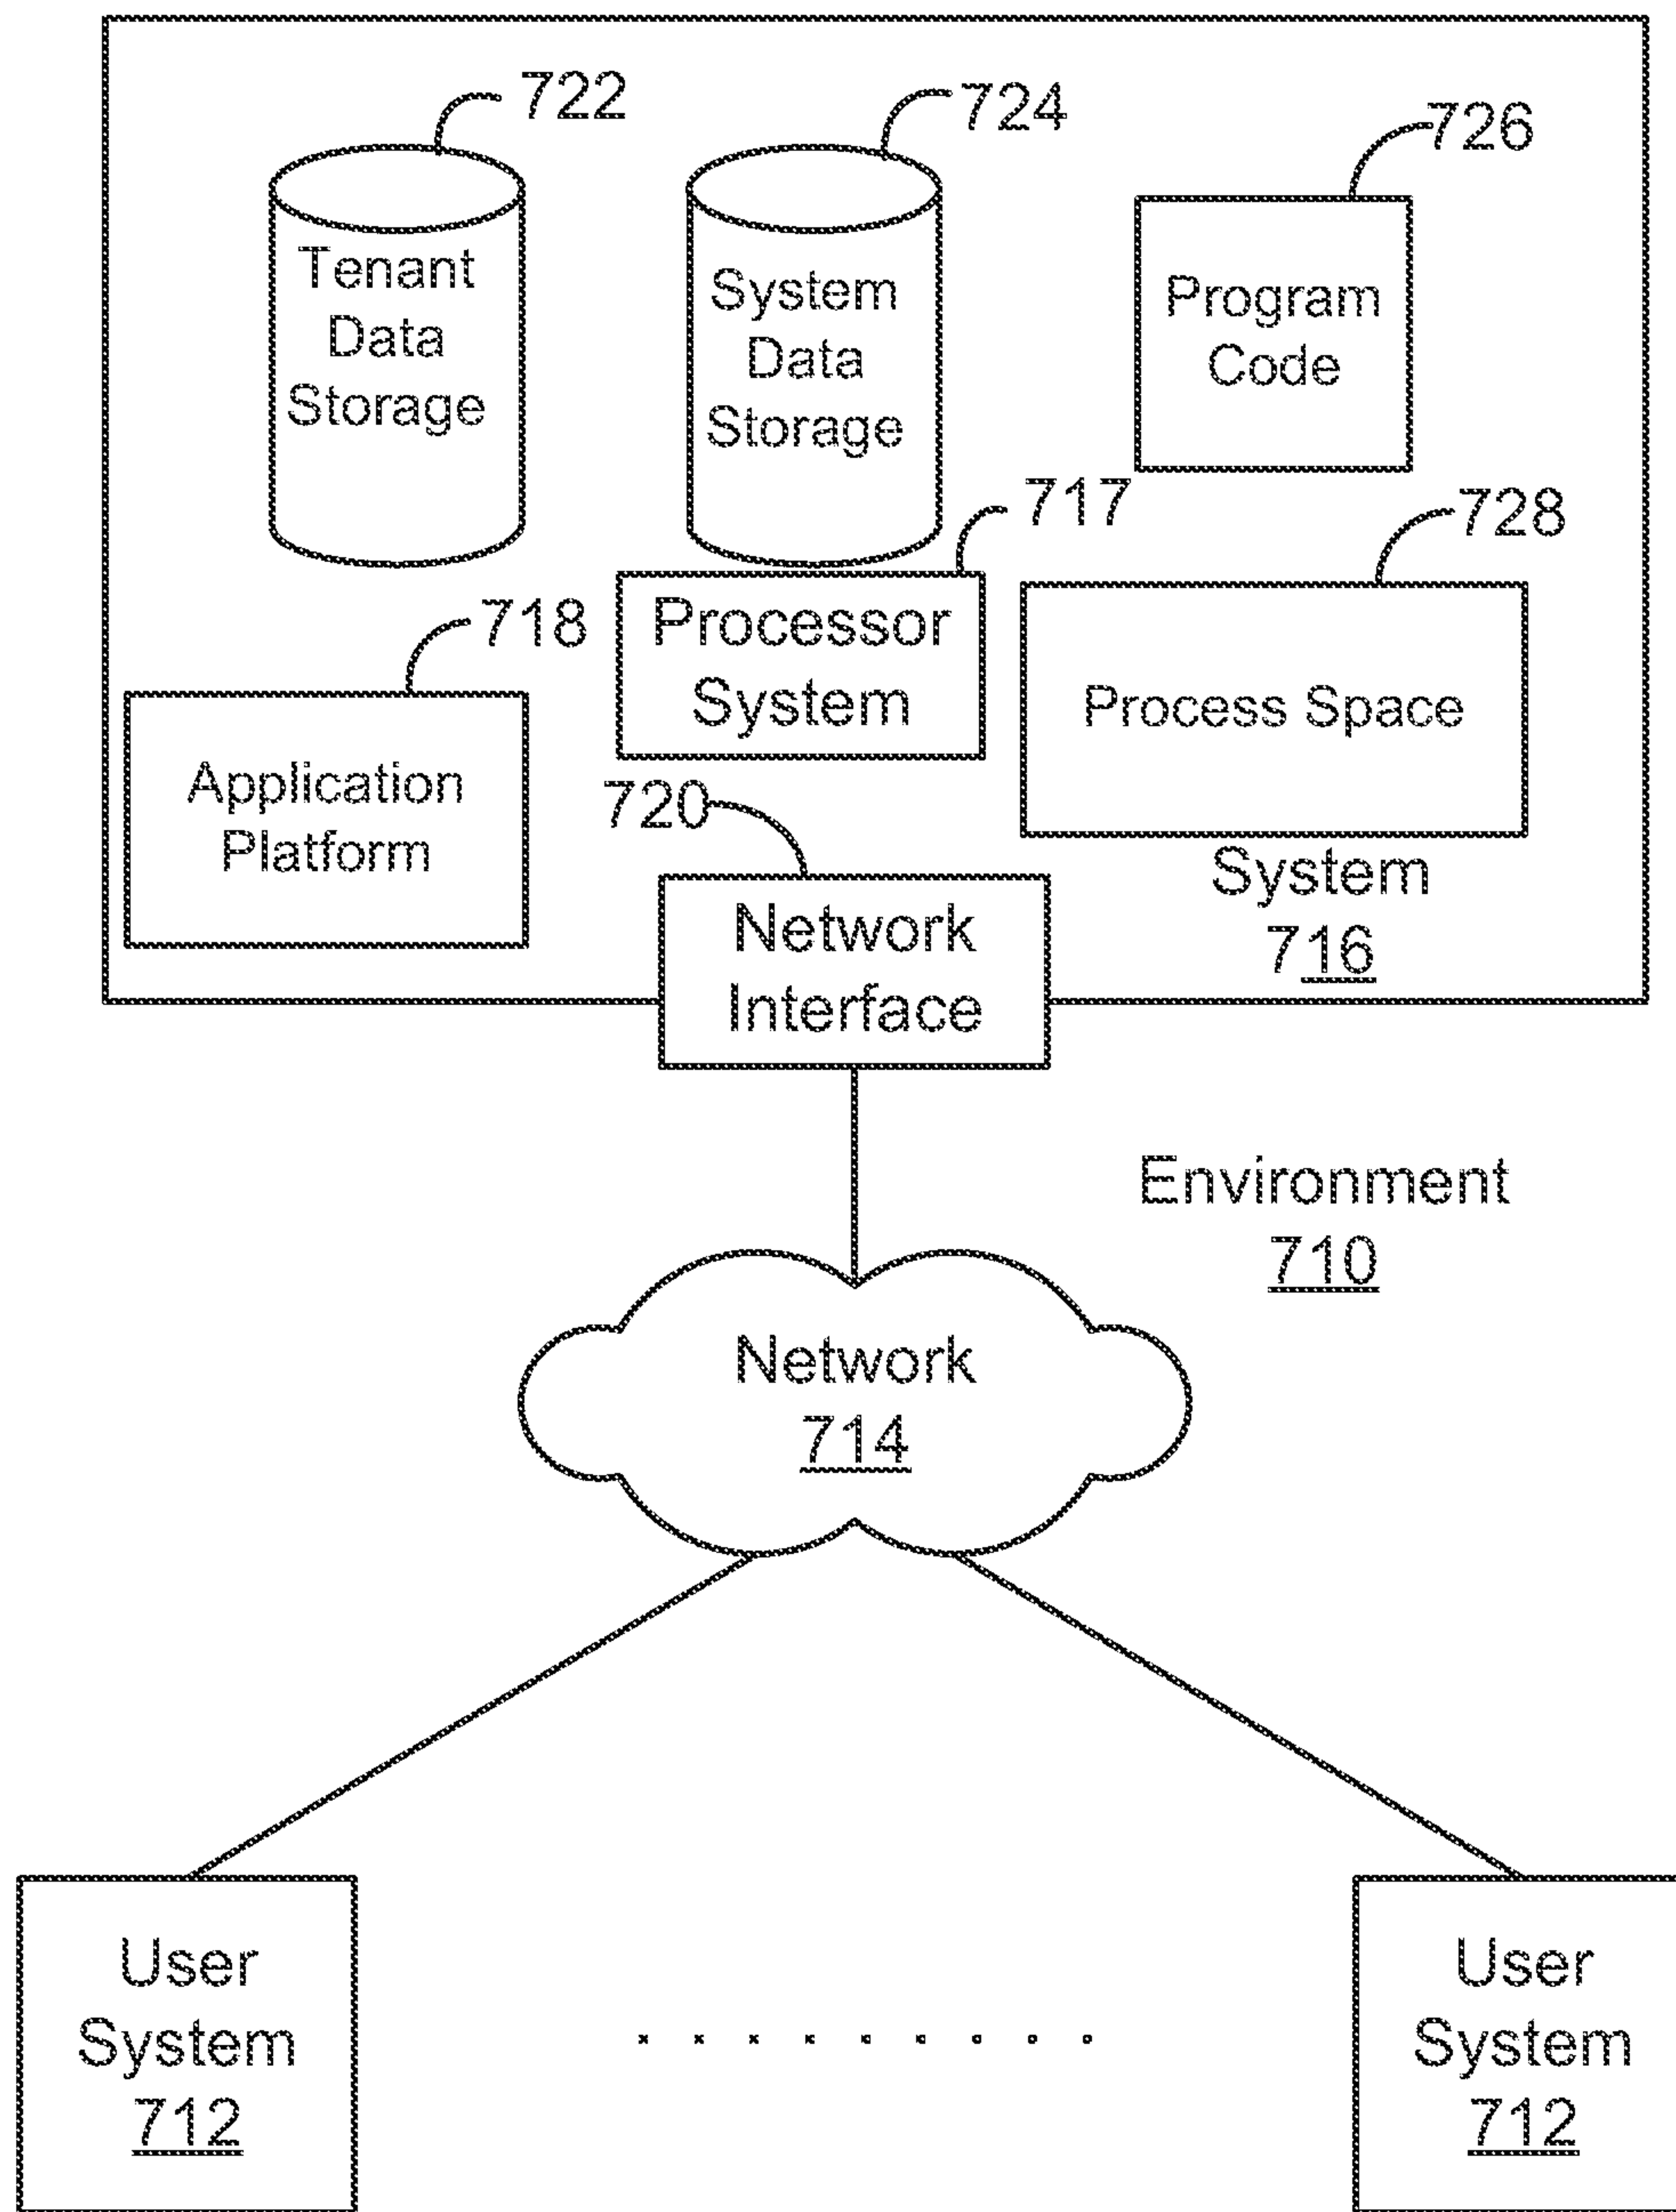 722
724
726
Tenant
Data
Storage
System
Data
Storage
Program
Code
717
728
718
Processor
System
Process Space
Application
Platform
720
System
716
Network
Interface
Environment
710
Network
714
User
System
712
User
System
712